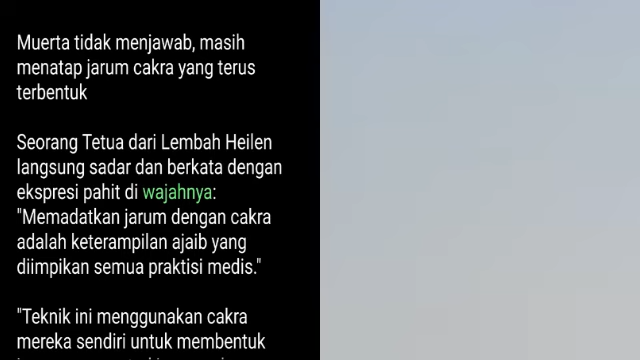 Muerta tidak menjawab, masih
menatap jarum cakra yang terus
terbentuk
Seorang Tetua dari Lembah Heilen
langsung sadar dan berkata dengan
ekspresi pahit di wajahnya:
"Memadatkan jarum dengan cakra
adalah keterampilan ajaib yang
diimpikan semua praktisi medis."
"Teknik ini menggunakan cakra
mereka sendiri untuk membentuk